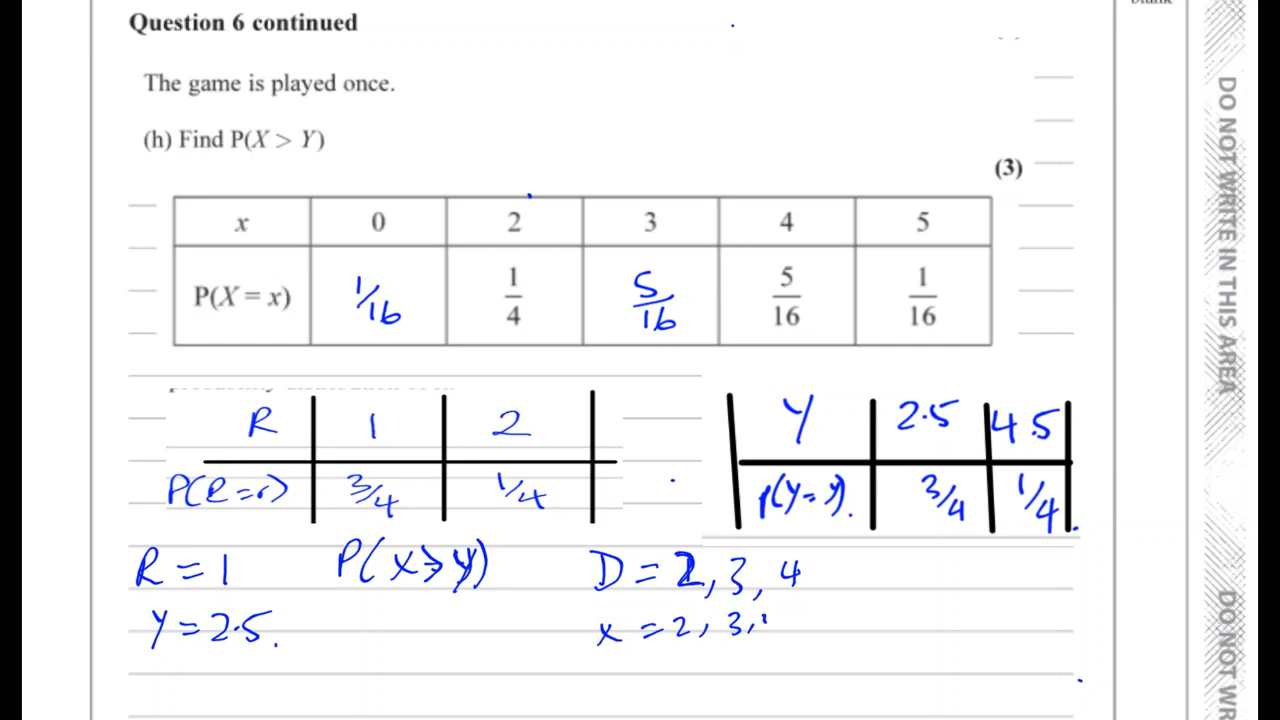 Question 6 continued
The game is played once.
(h) Find P(X > Y)
(3)
x 0 2 3 4 5
P(X = x) 1/16 1/4 5/16 5/16 1/16
R 1 2
P(R=r) 3/4 1/4
Y 2.5 4.5
P(Y=y). 3/4 1/4
R = 1 P(X>Y) D = 2, 3, 4
Y = 2.5. x = 2, 3,
DO NOT WRITE IN THIS AREA
DO NOT WR